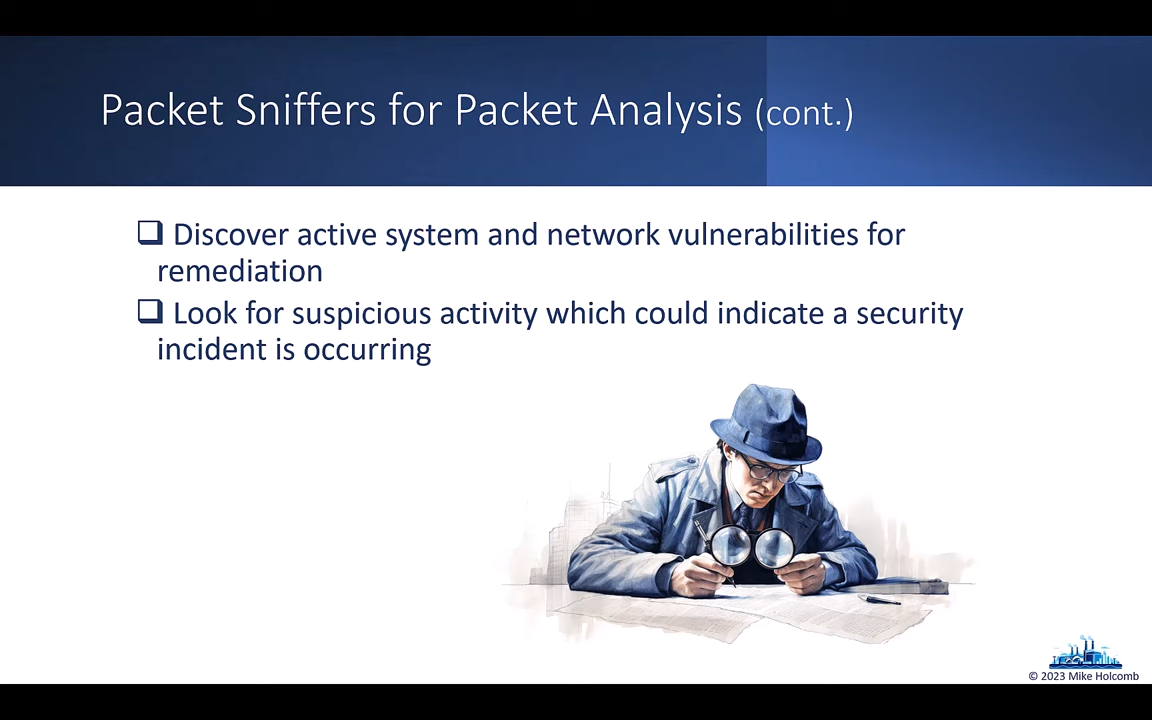 Packet Sniffers for Packet Analysis (cont.)
❑ Discover active system and network vulnerabilities for
remediation
❑ Look for suspicious activity which could indicate a security
incident is occurring
© 2023 Mike Holcomb